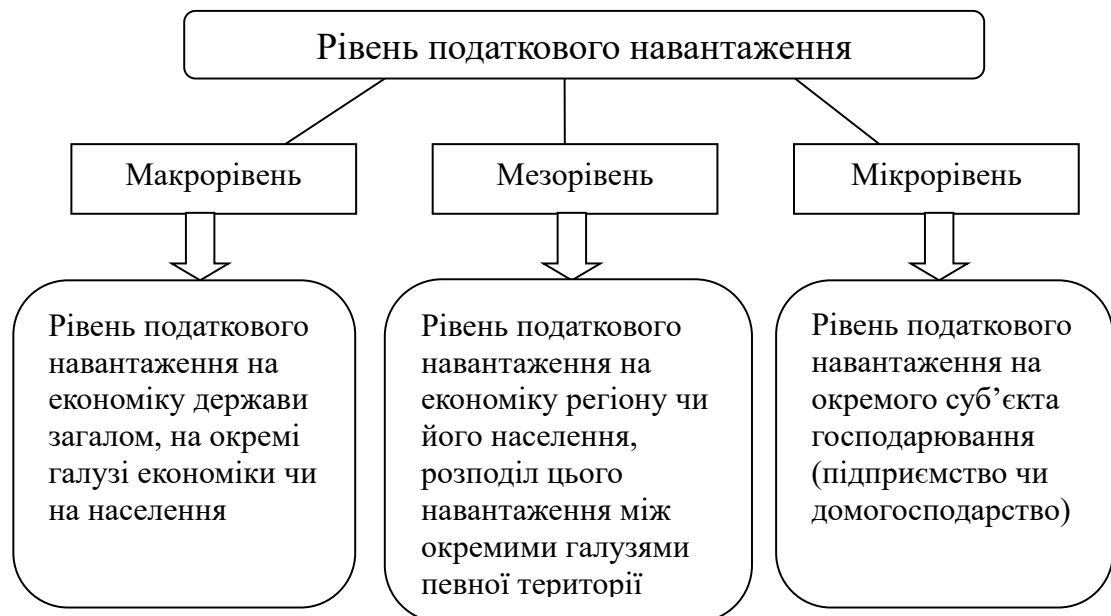 Рівень податкового навантаження
Макрорівень
Мезорівень
Мікрорівень
Рівень податкового
навантаження на
економіку держави
загалом, на окремі
галузі економіки чи
на населення
Рівень податкового
навантаження на
економіку регіону чи
його населення,
розподіл цього
навантаження між
окремими галузями
певної території
Рівень податкового
навантаження на
окремого суб’єкта
господарювання
(підприємство чи
домогосподарство)